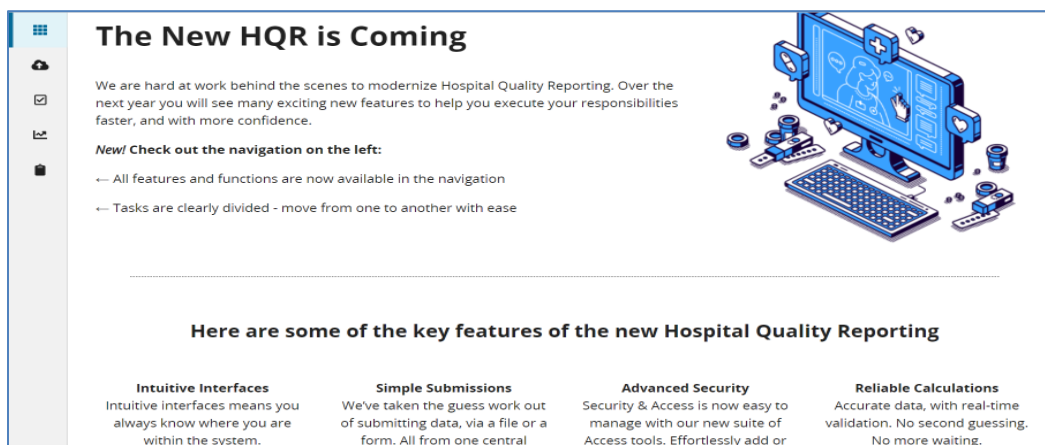 The New HQR is Coming
We are hard at work behind the scenes to modernize Hospital Quality Reporting. Over the
next year you will see many exciting new features to help you execute your responsibilities
faster, and with more confidence.
New! Check out the navigation on the left:
← All features and functions are now available in the navigation
← Tasks are clearly divided - move from one to another with ease
Here are some of the key features of the new Hospital Quality Reporting
Intuitive Interfaces
Intuitive interfaces means you
always know where you are
within the system.
Simple Submissions
We've taken the guess work out
of submitting data, via a file or a
form. All from one central
Advanced Security
Security & Access is now easy to
manage with our new suite of
Access tools. Effortlessly add or
Reliable Calculations
Accurate data, with real-time
validation. No second guessing.
No more waiting.